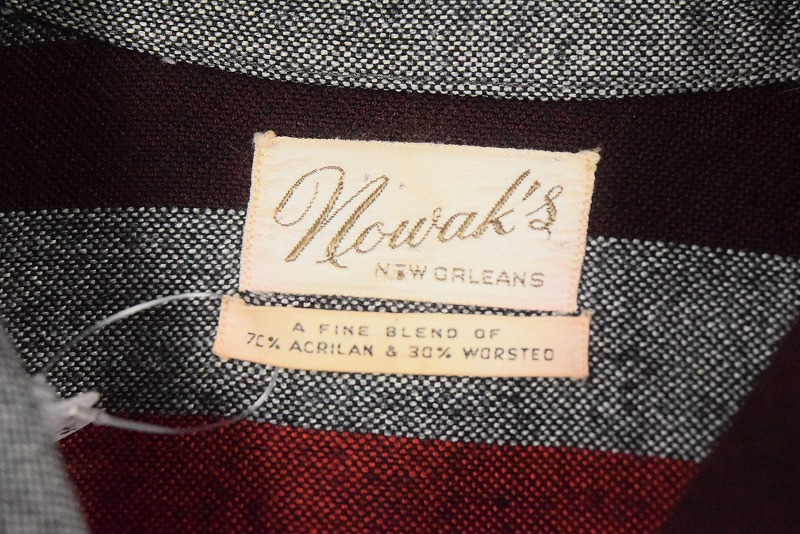 Nowak's
NEW ORLEANS
A FINE BLEND OF
70% ACRILAN & 30% WORSTED